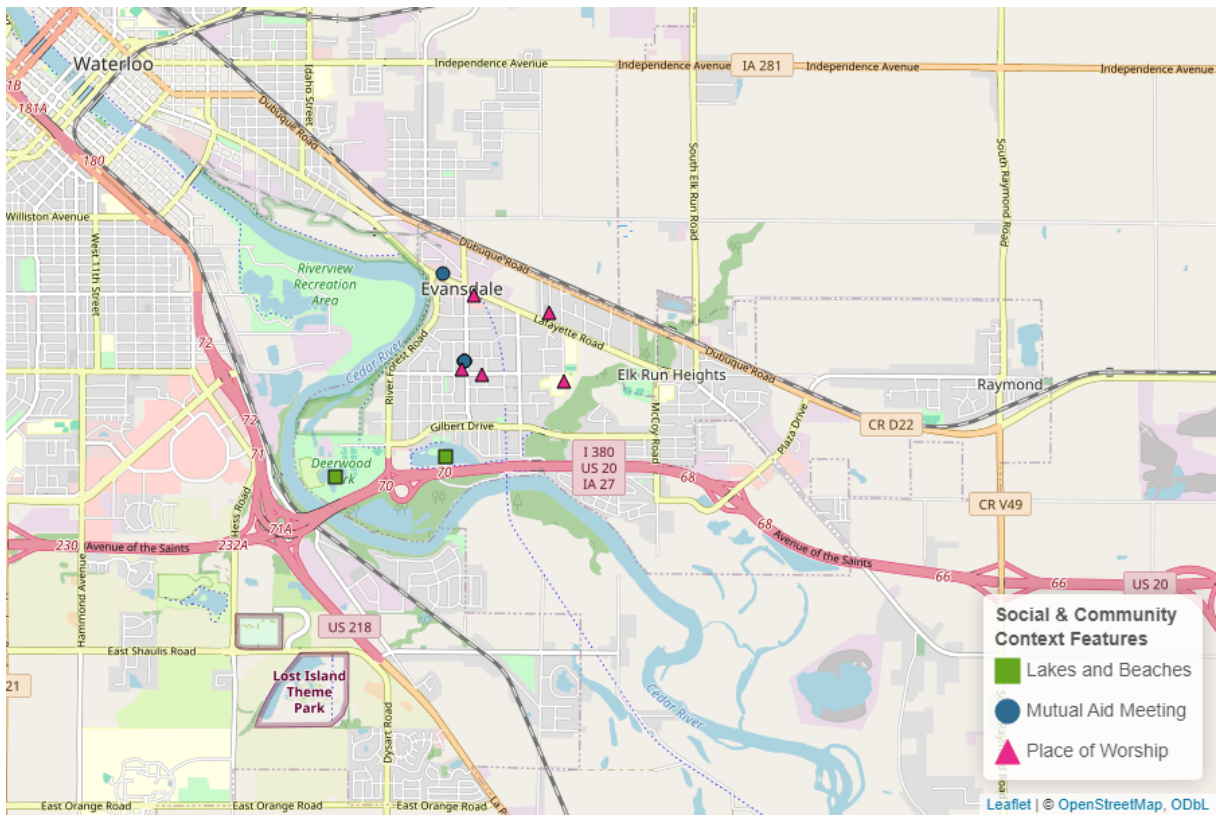 Waterloo
Independence Avenue
Independence Avenue
IA 281
Independence Avenue
Independence Avenue
1B
181A
Idaho Street
Dubuque Road
180
South Elk Run Road
South Raymond Road
Williston Avenue
West 11th Street
Riverview
Recreation
Area
Dubuque Road
Evansdale
Lafayette Road
72
Cedar River
River Forest Road
Dubuque Road
Elk Run Heights
Raymond
72
McCoy Road
Plaza Drive
CR D22
Gilbert Drive
71
I 380
US 20
IA 27
Deerwood
Park
70
70
68
Hess Road
CR V49
71A
68
230
Avenue of the Saints
232A
Avenue of the Saints
66
66
US 20
Hammond Avenue
US 218
East Shaulis Road
Lost Island
Theme
Park
21
Cedar River
Dysart Road
East Orange Road
East Orange Road
East Orange Road
Social & Community
Context Features
Lakes and Beaches
Mutual Aid Meeting
Place of Worship
Leaflet | © OpenStreetMap, ODbL